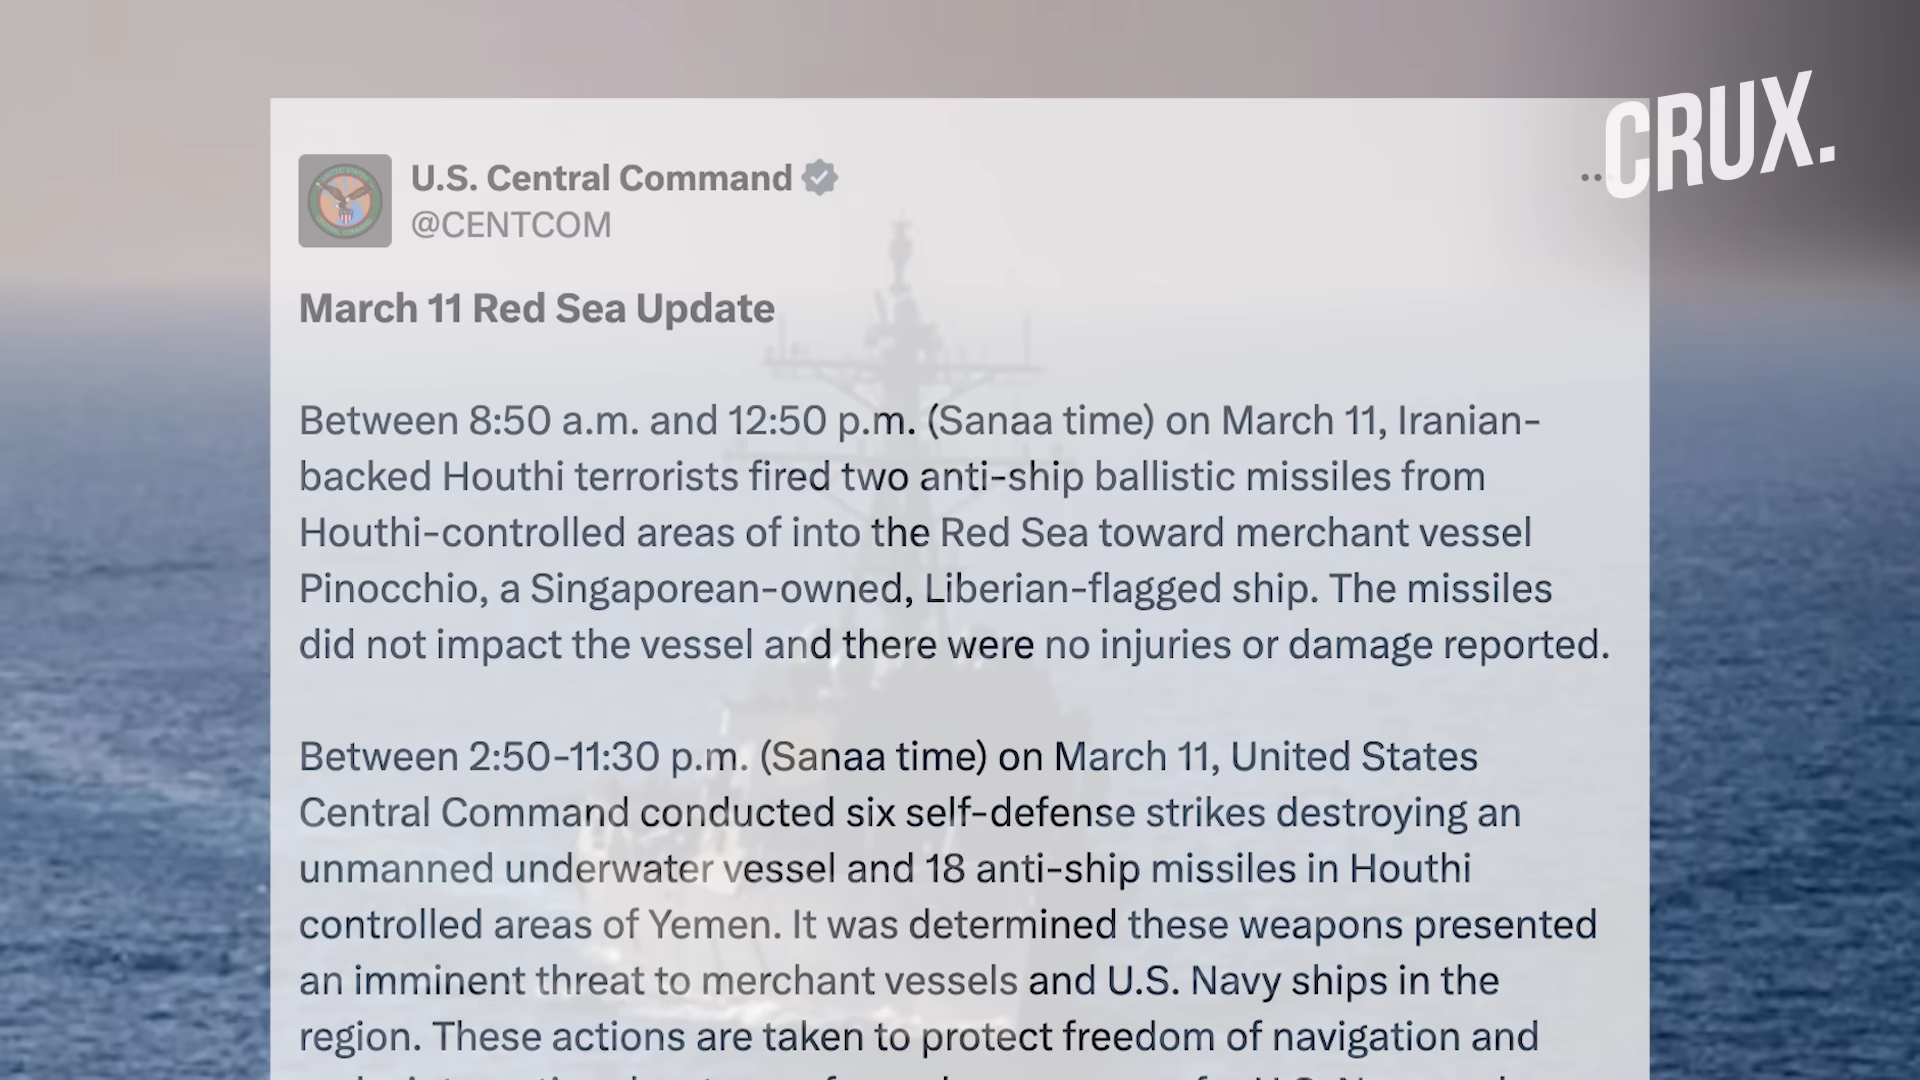 CRUX.
U.S. Central Command
@CENTCOM
March 11 Red Sea Update
Between 8:50 a.m. and 12:50 p.m. (Sanaa time) on March 11, Iranian-
backed Houthi terrorists fired two anti-ship ballistic missiles from
Houthi-controlled areas of into the Red Sea toward merchant vessel
Pinocchio, a Singaporean-owned, Liberian-flagged ship. The missiles
did not impact the vessel and there were no injuries or damage reported.
Between 2:50-11:30 p.m. (Sanaa time) on March 11, United States
Central Command conducted six self-defense strikes destroying an
unmanned underwater vessel and 18 anti-ship missiles in Houthi
controlled areas of Yemen. It was determined these weapons presented
an imminent threat to merchant vessels and U.S. Navy ships in the
region. These actions are taken to protect freedom of navigation and